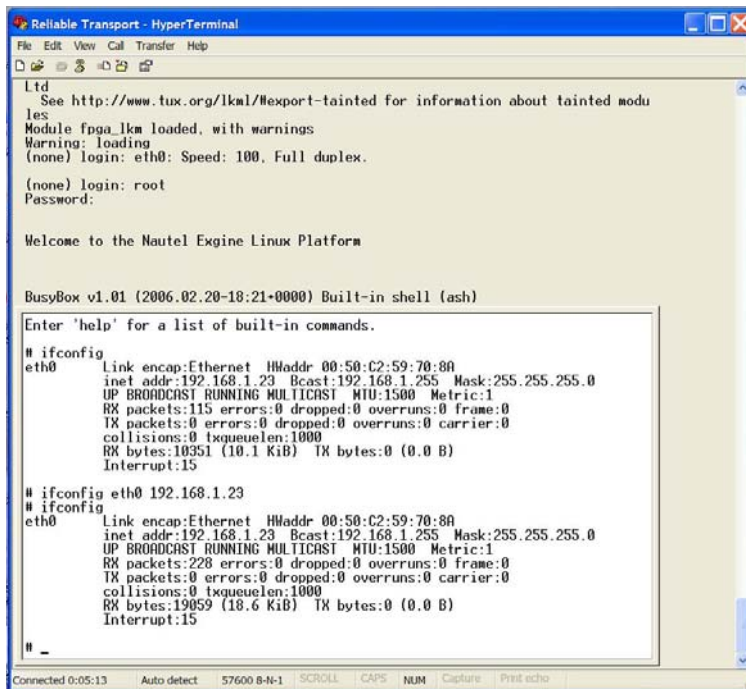 Reliable Transport - HyperTerminal
File Edit View Call Transfer Help
Ltd
See http://www.tux.org/lkml/#export-tainted for information about tainted modu
les
Module fpga_lkm loaded, with warnings
Warning: loading
(none) login: eth0: Speed: 100, Full duplex.
(none) login: root
Password:
Welcome to the Nautel Exgine Linux Platform
BusyBox v1.01 (2006.02.20-18:21+0000) Built-in shell (ash)
Enter 'help' for a list of built-in commands.
# ifconfig
eth0 Link encap:Ethernet HWaddr 00:50:C2:59:70:8A
inet addr:192.168.1.23 Bcast:192.168.1.255 Mask:255.255.255.0
UP BROADCAST RUNNING MULTICAST MTU:1500 Metric:1
RX packets:115 errors:0 dropped:0 overruns:0 frame:0
TX packets:0 errors:0 dropped:0 overruns:0 carrier:0
collisions:0 txqueuelen:1000
RX bytes:10351 (10.1 KiB) TX bytes:0 (0.0 B)
Interrupt:15
# ifconfig eth0 192.168.1.23
# ifconfig
eth0 Link encap:Ethernet HWaddr 00:50:C2:59:70:8A
inet addr:192.168.1.23 Bcast:192.168.1.255 Mask:255.255.255.0
UP BROADCAST RUNNING MULTICAST MTU:1500 Metric:1
RX packets:228 errors:0 dropped:0 overruns:0 frame:0
TX packets:0 errors:0 dropped:0 overruns:0 carrier:0
collisions:0 txqueuelen:1000
RX bytes:19059 (18.6 KiB) TX bytes:0 (0.0 B)
Interrupt:15
# _
Connected 0:05:13 Auto detect 57600 8-N-1 SCROLL CAPS NUM Capture Print echo